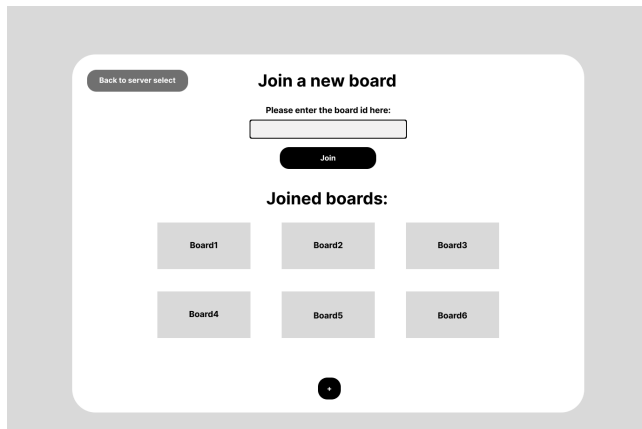 Back to server select
Join a new board
Please enter the board id here:
Join
Joined boards:
Board1 Board2 Board3
Board4 Board5 Board6
+